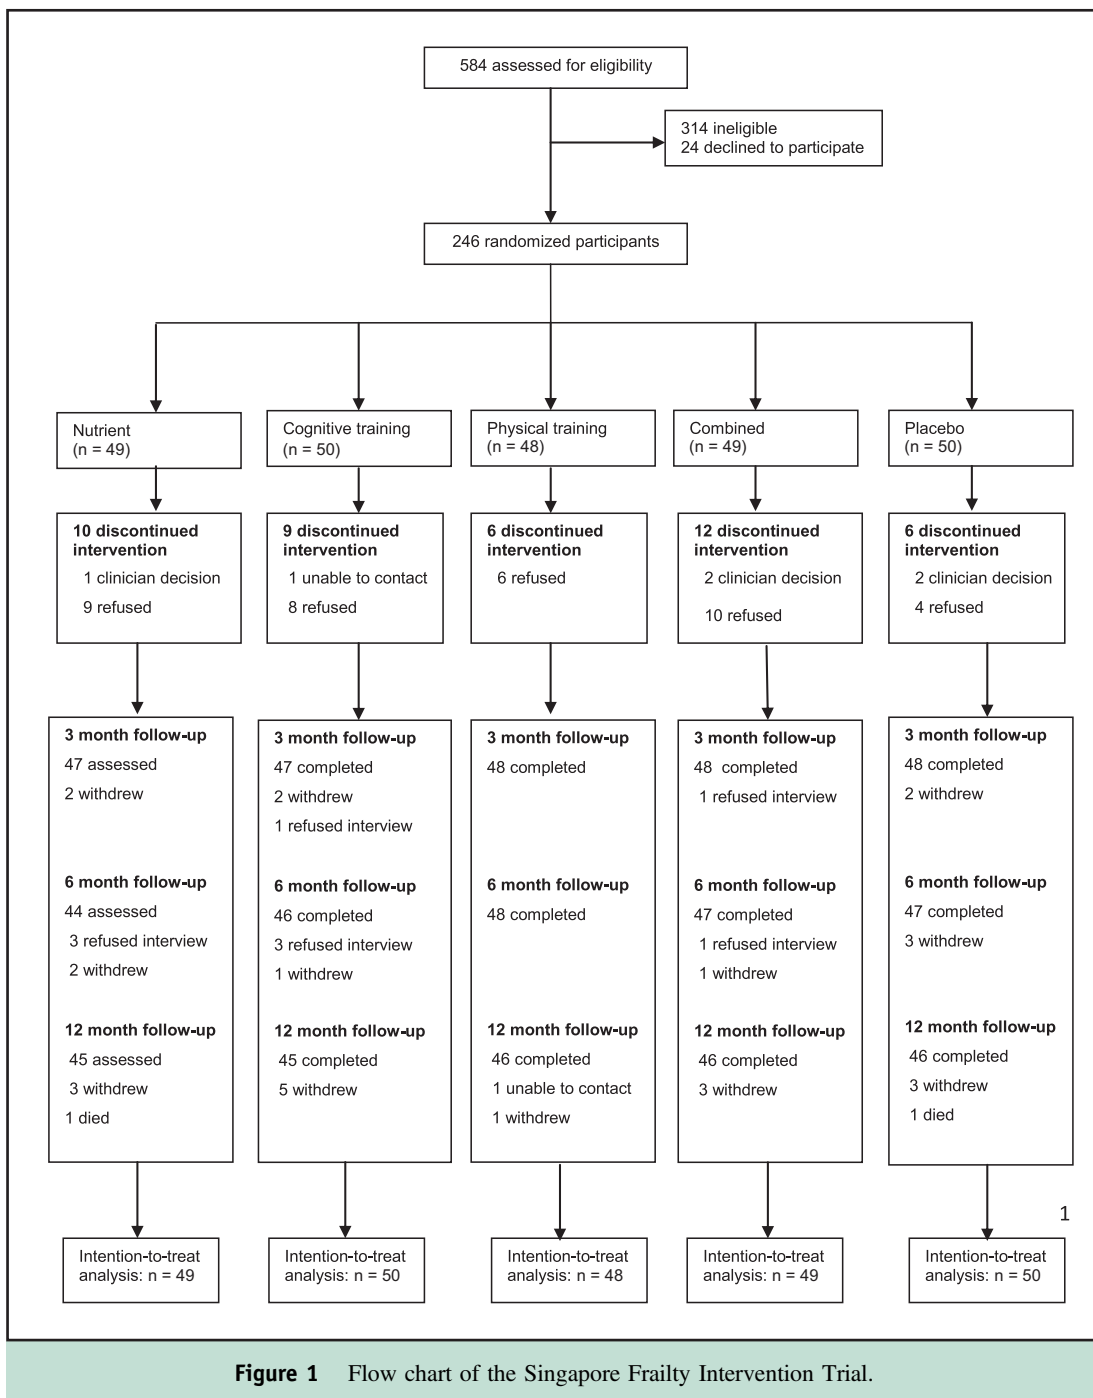 584 assessed for eligibility
314 ineligible
24 declined to participate
246 randomized participants
Nutrient
(n = 49)
Cognitive training
(n = 50)
Physical training
(n = 48)
Combined
(n = 49)
Placebo
(n = 50)
10 discontinued
intervention
1 clinician decision
9 refused
9 discontinued
intervention
1 unable to contact
8 refused
6 discontinued
intervention
6 refused
12 discontinued
intervention
2 clinician decision
10 refused
6 discontinued
intervention
2 clinician decision
4 refused
3 month follow-up
47 assessed
2 withdrew
6 month follow-up
44 assessed
3 refused interview
2 withdrew
12 month follow-up
45 assessed
3 withdrew
1 died
3 month follow-up
47 completed
2 withdrew
1 refused interview
6 month follow-up
46 completed
3 refused interview
1 withdrew
12 month follow-up
45 completed
5 withdrew
3 month follow-up
48 completed
6 month follow-up
48 completed
12 month follow-up
46 completed
1 unable to contact
1 withdrew
3 month follow-up
48 completed
1 refused interview
6 month follow-up
47 completed
1 refused interview
1 withdrew
12 month follow-up
46 completed
3 withdrew
3 month follow-up
48 completed
2 withdrew
6 month follow-up
47 completed
3 withdrew
12 month follow-up
46 completed
3 withdrew
1 died
1
Intention-to-treat
analysis: n = 49
Intention-to-treat
analysis: n = 50
Intention-to-treat
analysis: n = 48
Intention-to-treat
analysis: n = 49
Intention-to-treat
analysis: n = 50
Figure 1 Flow chart of the Singapore Frailty Intervention Trial.